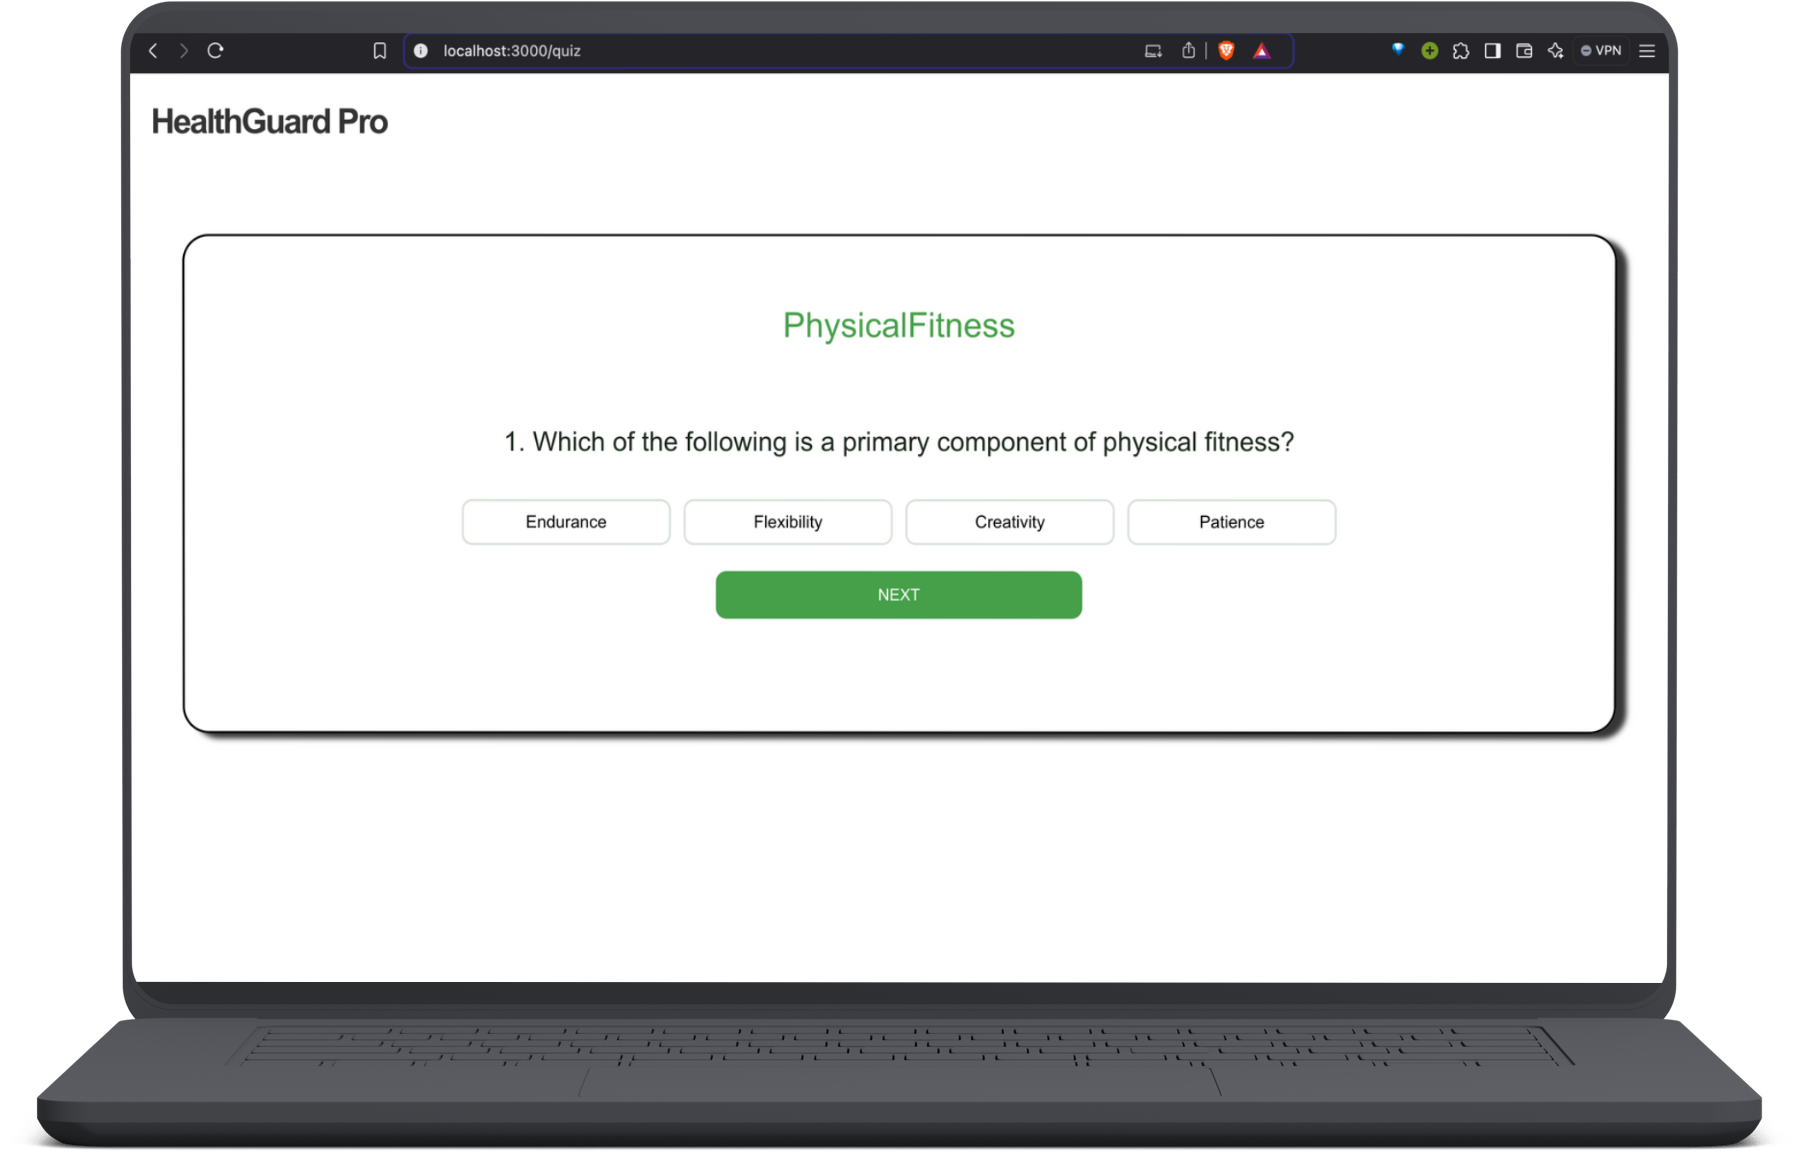 localhost:3000/quiz
VPN
HealthGuard Pro
PhysicalFitness
1. Which of the following is a primary component of physical fitness?
Endurance
Flexibility
Creativity
Patience
NEXT